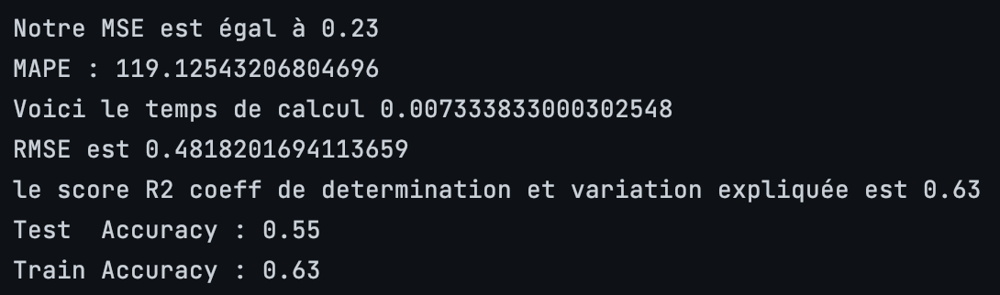 Notre MSE est égal à 0.23
MAPE : 119.12543206804696
Voici le temps de calcul 0.007333833000302548
RMSE est 0.4818201694113659
le score R2 coeff de determination et variation expliquée est 0.63
Test  Accuracy : 0.55
Train Accuracy : 0.63